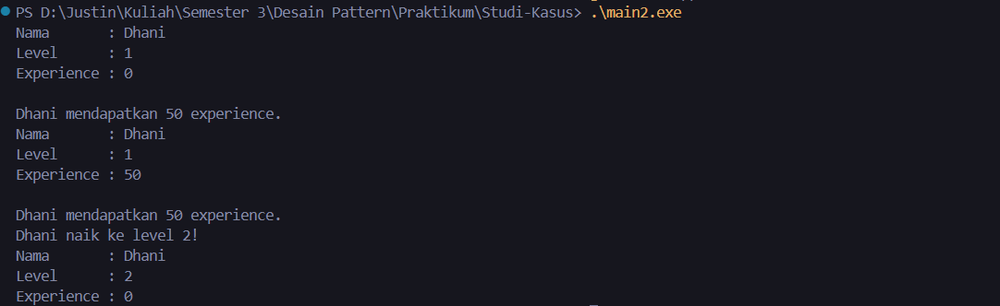 PS D:\Justin\Kuliah\Semester 3\Desain Pattern\Praktikum\Studi-Kasus> .\main2.exe
Nama       : Dhani
Level      : 1
Experience : 0

Dhani mendapatkan 50 experience.
Nama       : Dhani
Level      : 1
Experience : 50

Dhani mendapatkan 50 experience.
Dhani naik ke level 2!
Nama       : Dhani
Level      : 2
Experience : 0